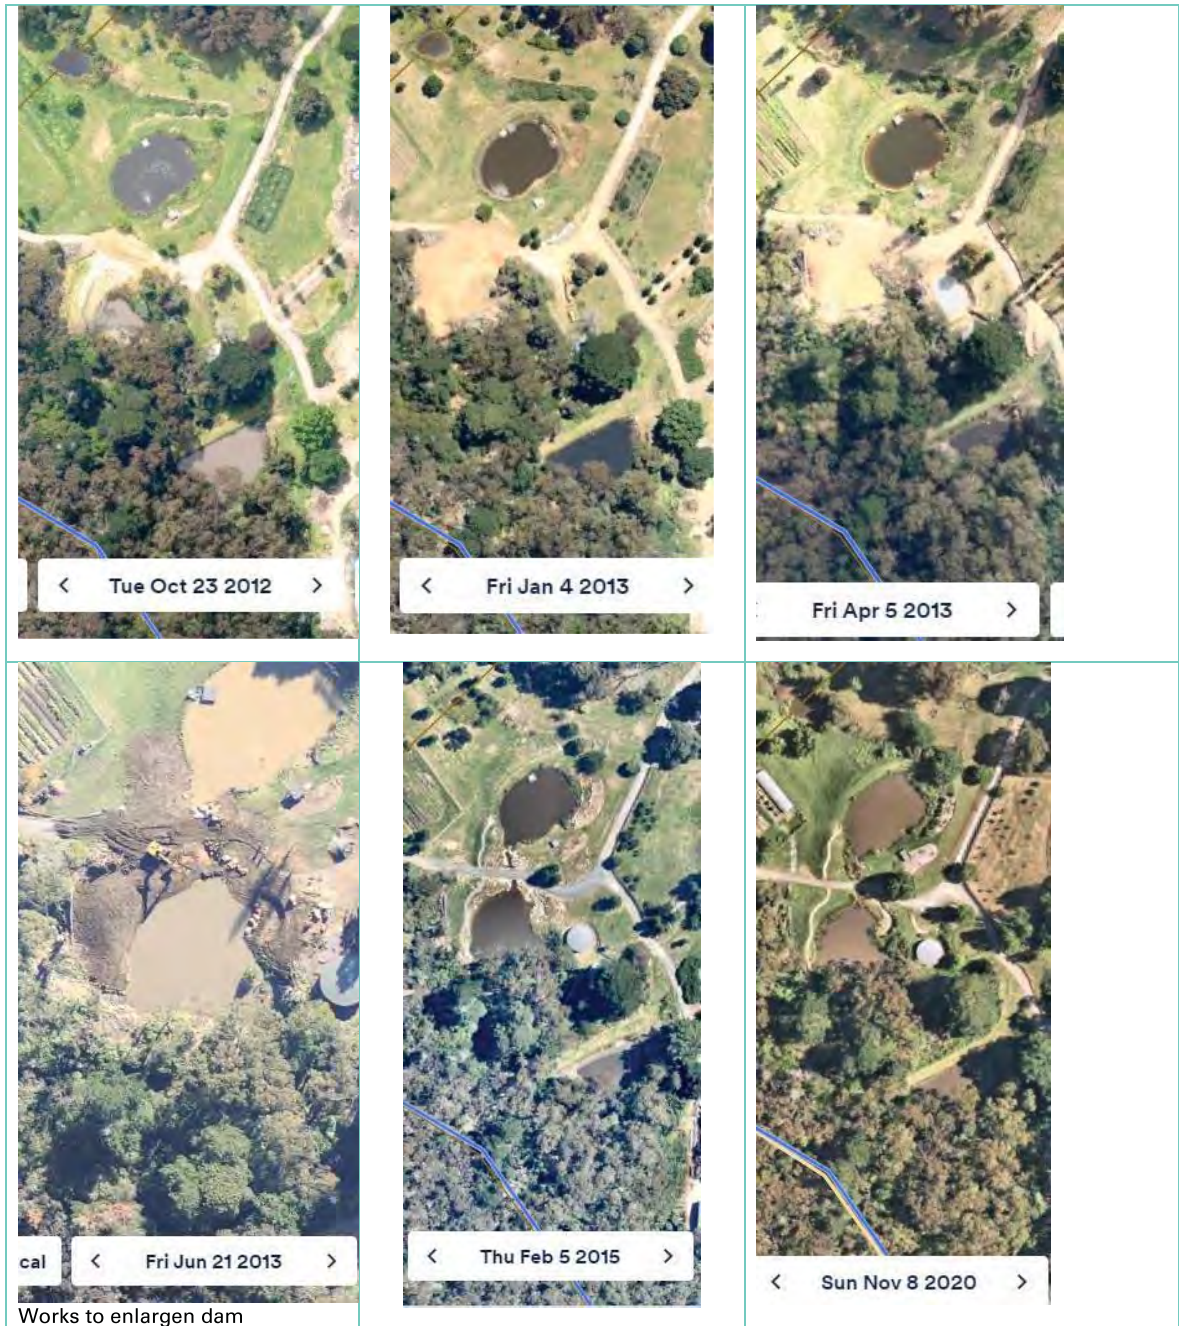 Tue Oct 23 2012
Fri Jan 4 2013
Fri Apr 5 2013
cal
Fri Jun 21 2013
Thu Feb 5 2015
Sun Nov 8 2020
Works to enlargen dam